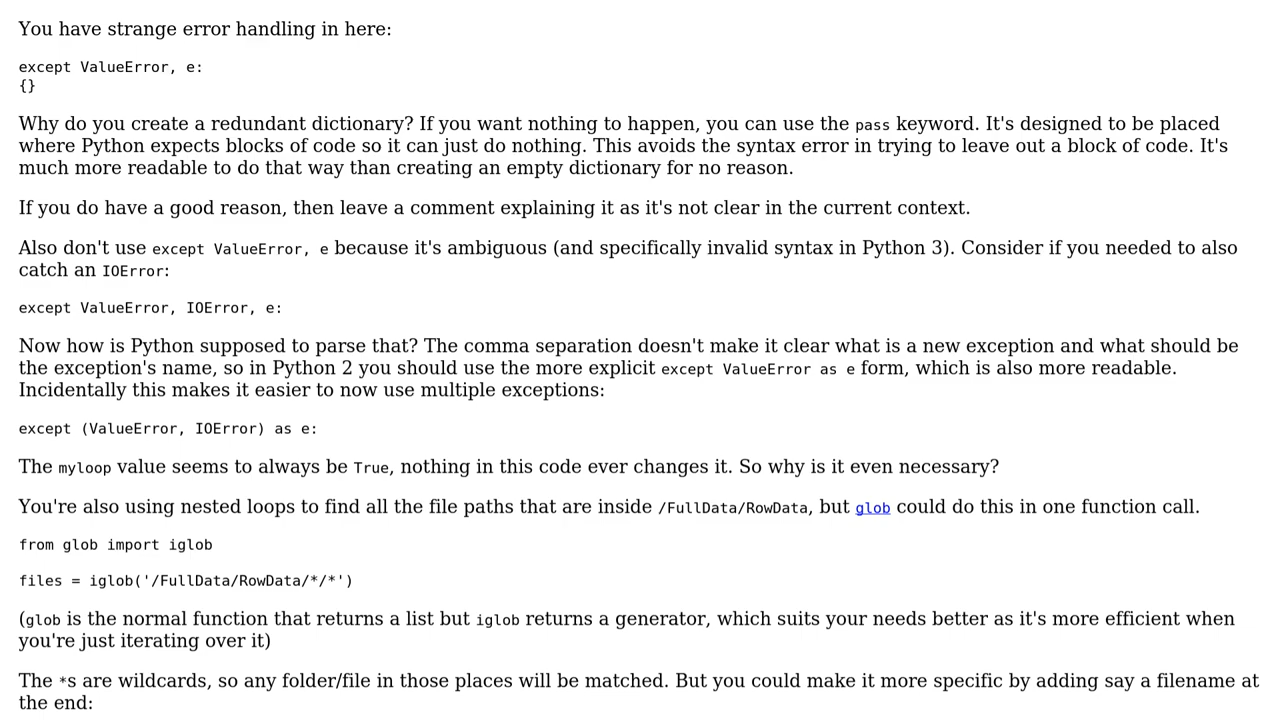 You have strange error handling in here:
except ValueError, e:
{}
Why do you create a redundant dictionary? If you want nothing to happen, you can use the pass keyword. It's designed to be placed
where Python expects blocks of code so it can just do nothing. This avoids the syntax error in trying to leave out a block of code. It's
much more readable to do that way than creating an empty dictionary for no reason.
If you do have a good reason, then leave a comment explaining it as it's not clear in the current context.
Also don't use except ValueError, e because it's ambiguous (and specifically invalid syntax in Python 3). Consider if you needed to also
catch an IOError:
except ValueError, IOError, e:
Now how is Python supposed to parse that? The comma separation doesn't make it clear what is a new exception and what should be
the exception's name, so in Python 2 you should use the more explicit except ValueError as e form, which is also more readable.
Incidentally this makes it easier to now use multiple exceptions:
except (ValueError, IOError) as e:
The myloop value seems to always be True, nothing in this code ever changes it. So why is it even necessary?
You're also using nested loops to find all the file paths that are inside /FullData/RowData, but glob could do this in one function call.
from glob import iglob
files = iglob('/FullData/RowData/*/*')
(glob is the normal function that returns a list but iglob returns a generator, which suits your needs better as it's more efficient when
you're just iterating over it)
The *s are wildcards, so any folder/file in those places will be matched. But you could make it more specific by adding say a filename at
the end: